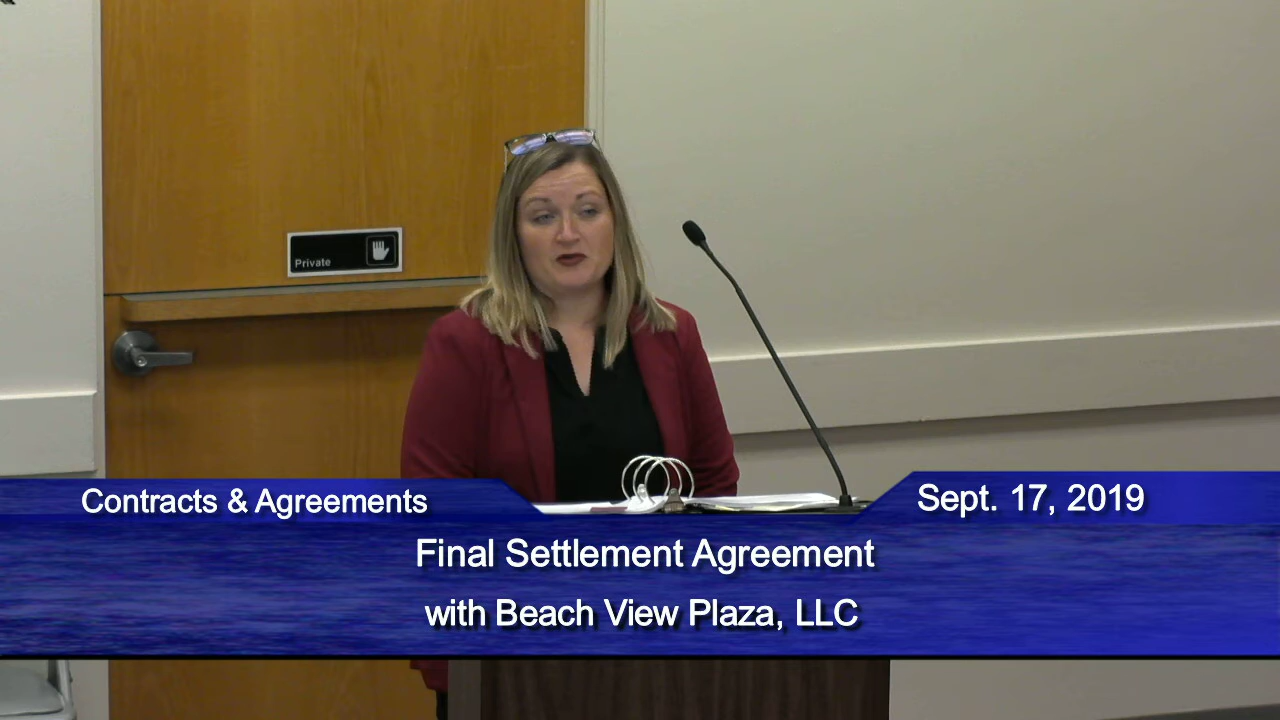 Private
Contracts & Agreements
Sept. 17, 2019
Final Settlement Agreement
with Beach View Plaza, LLC